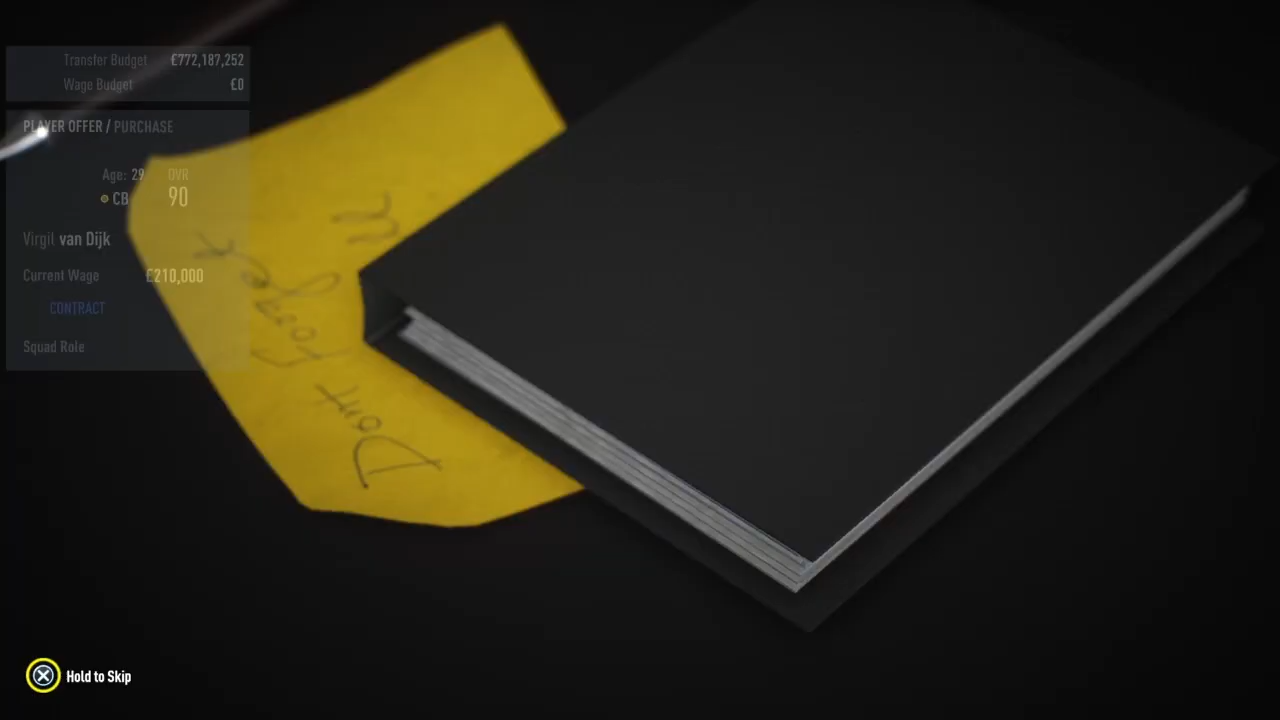 Transfer Budget £772,187,252
Wage Budget £0
PLAYER OFFER / PURCHASE
Age: 29 OVR
CB 90
Virgil van Dijk
Current Wage £210,000
CONTRACT
Squad Role
Dont Forget
Hold to Skip